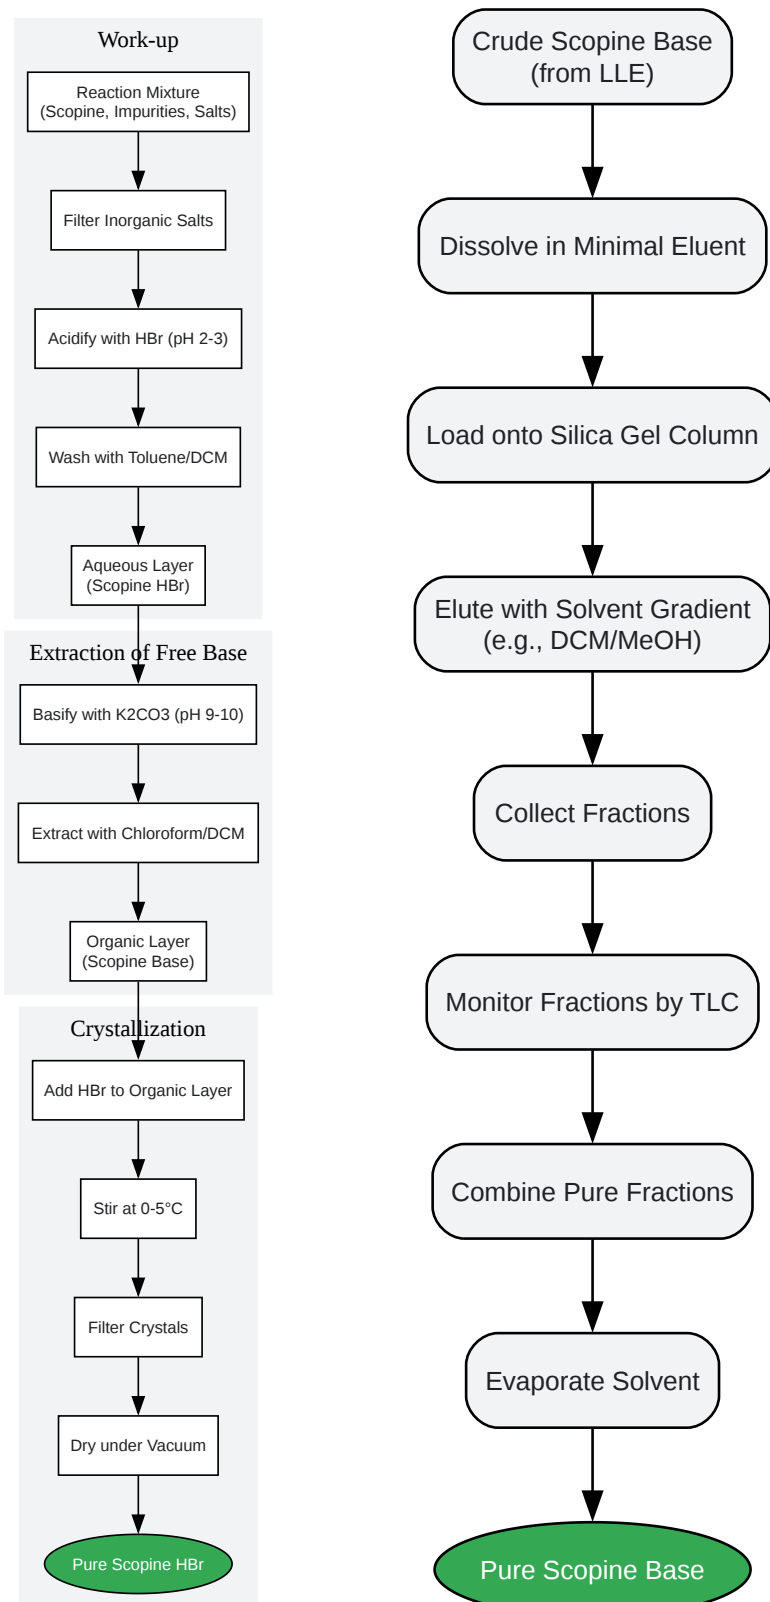 Work-up
Reaction Mixture
(Scopine, Impurities, Salts)
Filter Inorganic Salts
Acidify with HBr (pH 2-3)
Wash with Toluene/DCM
Aqueous Layer
(Scopine HBr)
Extraction of Free Base
Basify with K2CO3 (pH 9-10)
Extract with Chloroform/DCM
Organic Layer
(Scopine Base)
Crystallization
Add HBr to Organic Layer
Stir at 0-5°C
Filter Crystals
Dry under Vacuum
Pure Scopine HBr
Crude Scopine Base
(from LLE)
Dissolve in Minimal Eluent
Load onto Silica Gel Column
Elute with Solvent Gradient
(e.g., DCM/MeOH)
Collect Fractions
Monitor Fractions by TLC
Combine Pure Fractions
Evaporate Solvent
Pure Scopine Base